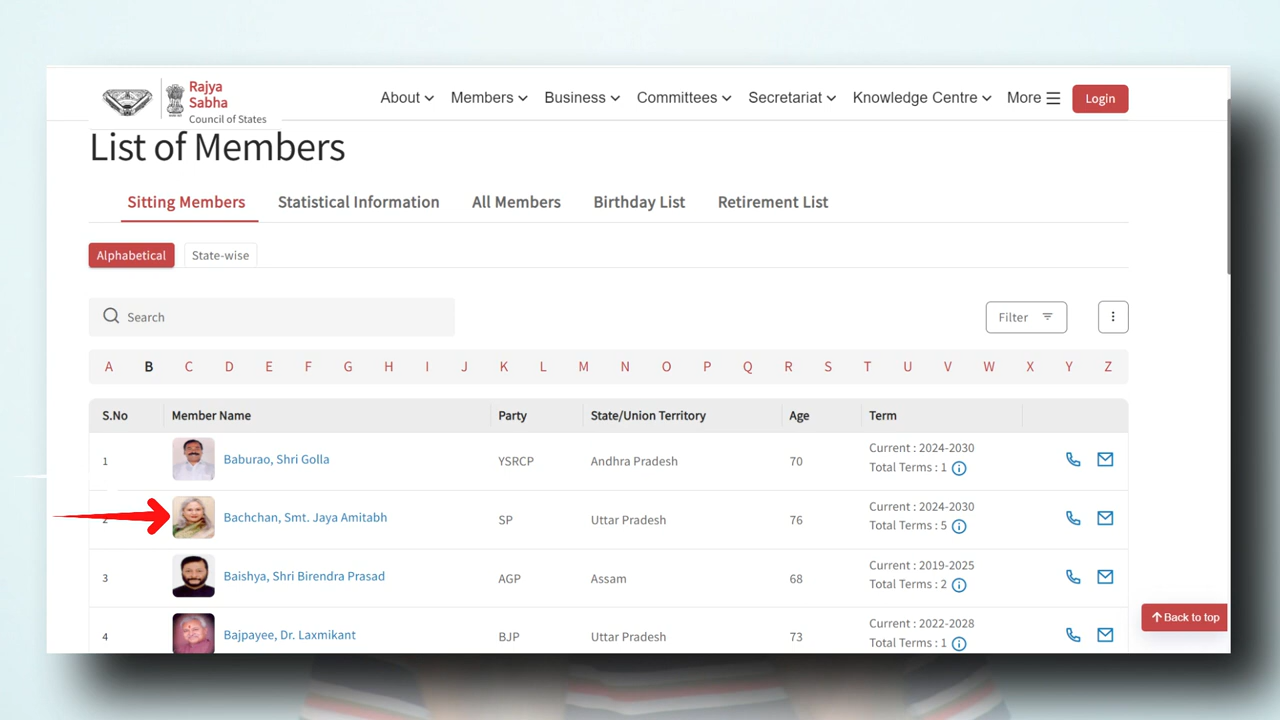 Rajya
Sabha
Council of States
About Members Business Committees Secretariat Knowledge Centre More Login
List of Members
Sitting Members Statistical Information All Members Birthday List Retirement List
Alphabetical State-wise
Search Filter
A B C D E F G H I J K L M N O P Q R S T U V W X Y Z
S.No Member Name Party State/Union Territory Age Term
1 Baburao, Shri Golla YSRCP Andhra Pradesh 70 Current : 2024-2030
Total Terms : 1
2 Bachchan, Smt. Jaya Amitabh SP Uttar Pradesh 76 Current : 2024-2030
Total Terms : 5
3 Baishya, Shri Birendra Prasad AGP Assam 68 Current : 2019-2025
Total Terms : 2
4 Bajpayee, Dr. Laxmikant BJP Uttar Pradesh 73 Current : 2022-2028
Total Terms : 1
Back to top